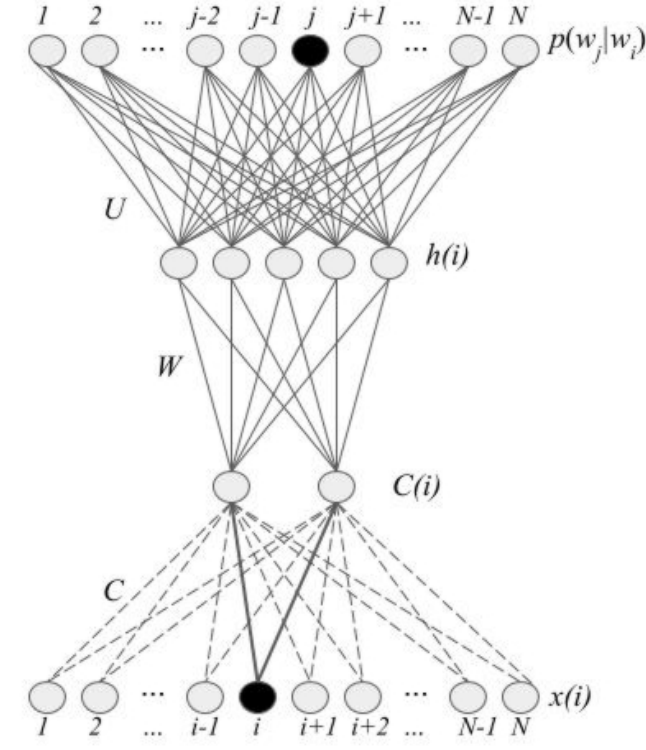 1 2 ... j-2 j-1 j j+1 ... N-1 N
... ... p(w_j|w_i)
U
h(i)
W
C(i)
C
... ... x(i)
1 2 ... i-1 i i+1 i+2 ... N-1 N